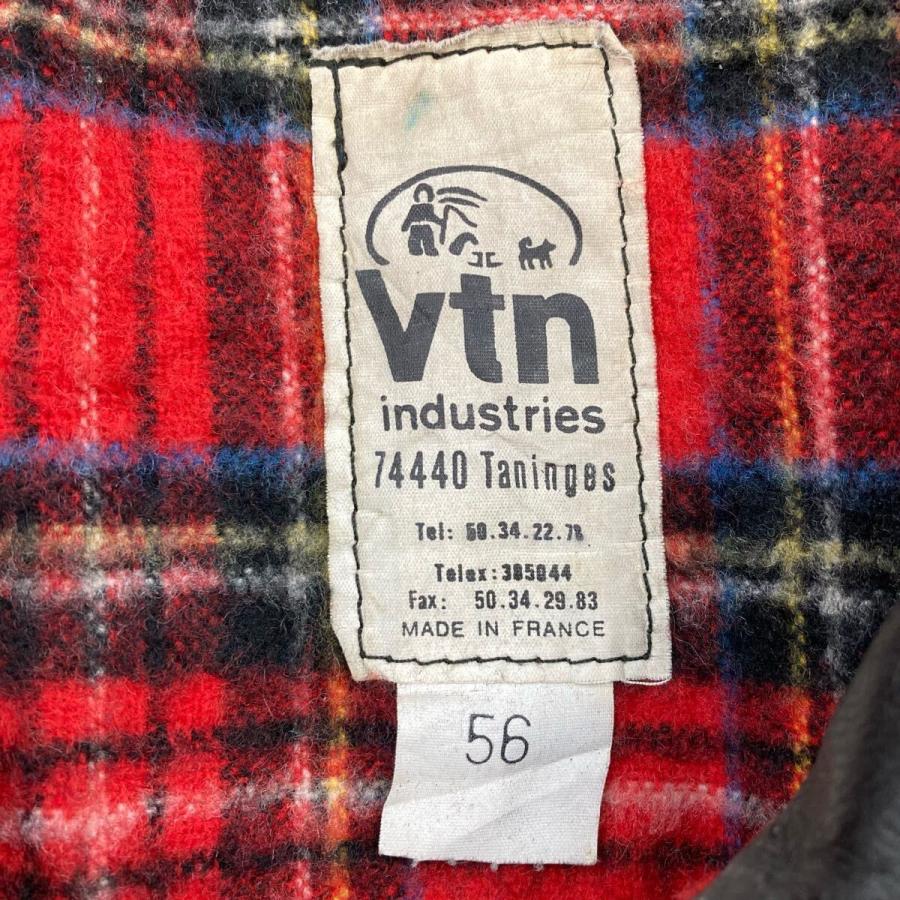 vtn
industries
74440 Taninges
Tel: 50.34.22.78
Telex: 385044
Fax: 50.34.29.83
MADE IN FRANCE
56